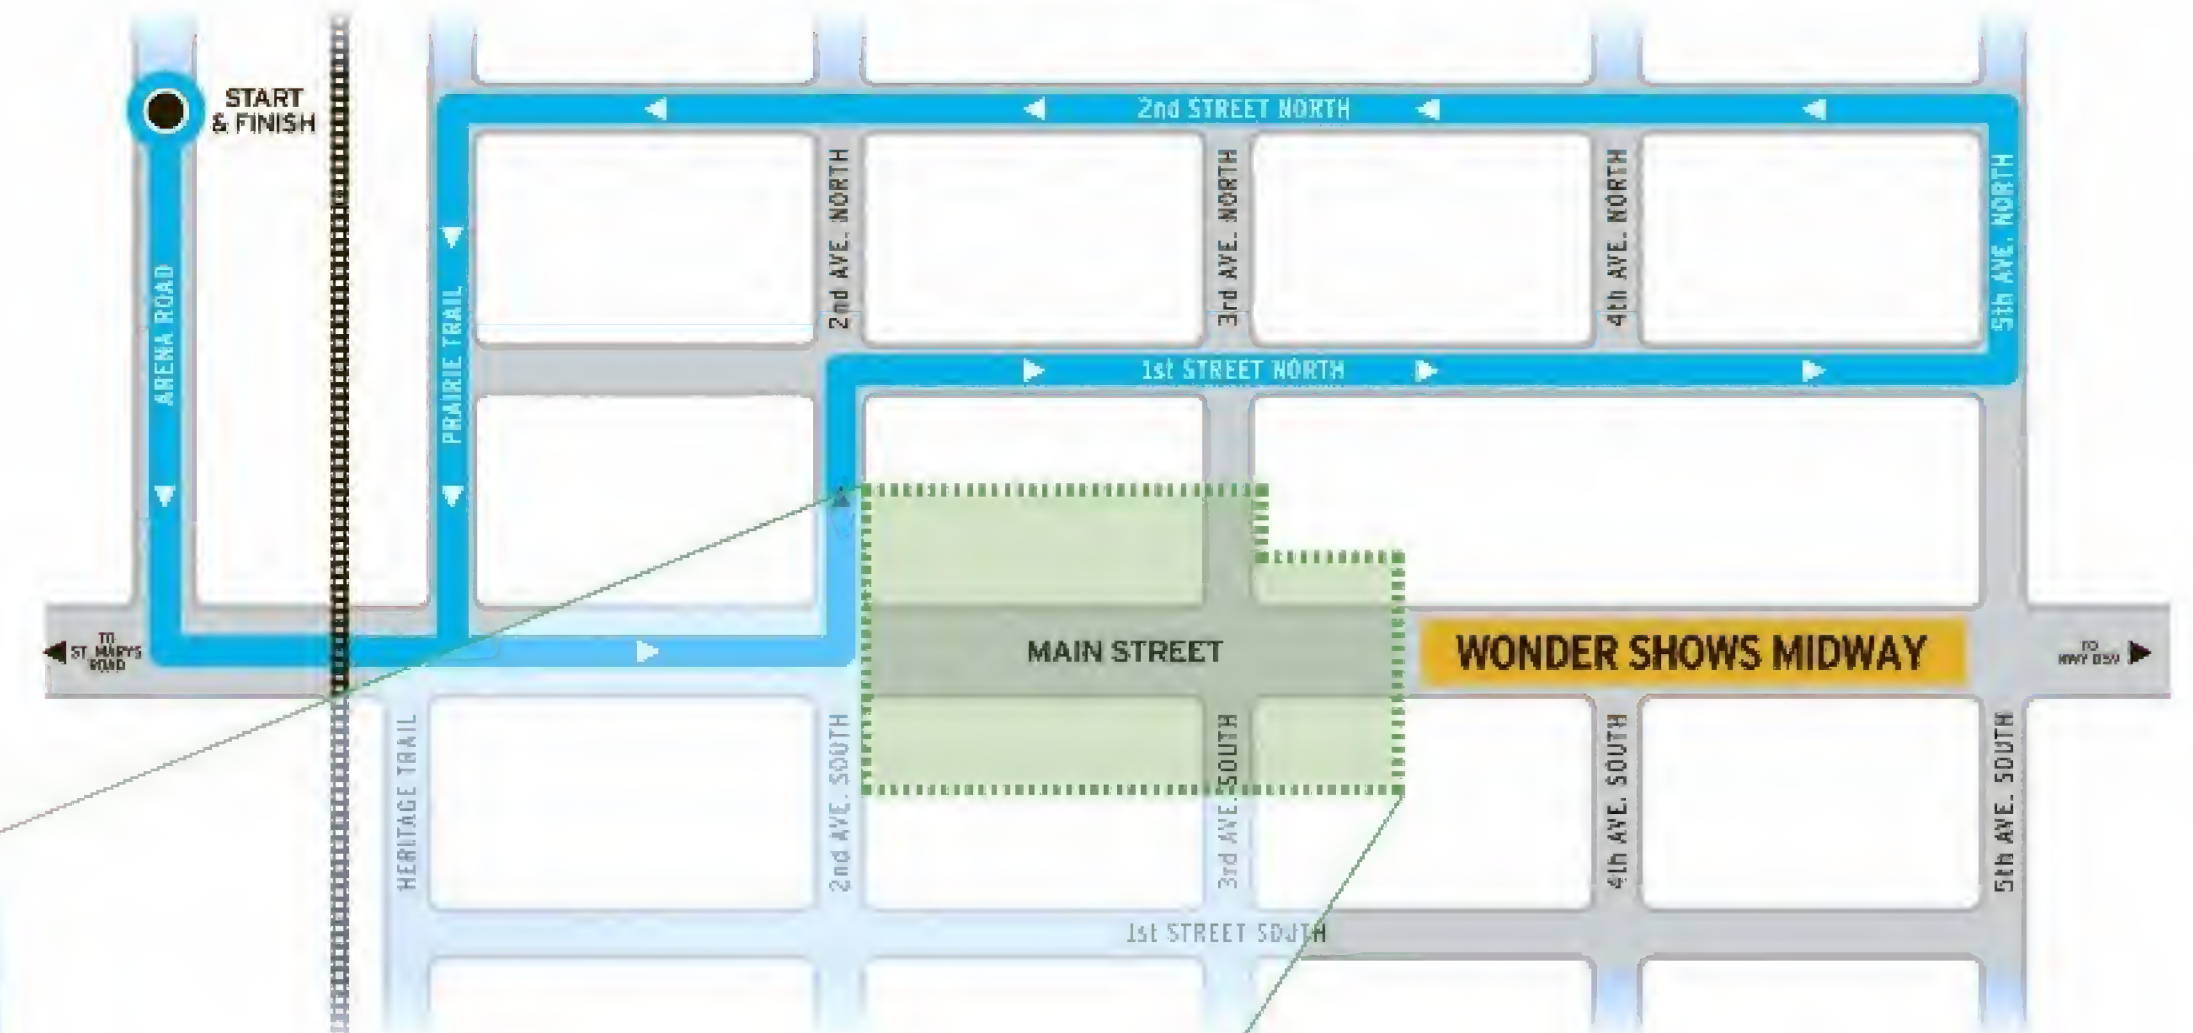 START
& FINISH
2nd STREET NORTH
2nd AVE. NORTH
3rd AVE. NORTH
4th AVE. NORTH
5th AVE. NORTH
ARENA ROAD
PRAIRIE TRAIL
1st STREET NORTH
TO
ST. MARYS
ROAD
MAIN STREET
WONDER SHOWS MIDWAY
TO
HWY
HERITAGE TRAIL
2nd AVE. SOUTH
3rd AVE. SOUTH
4th AVE. SOUTH
5th AVE. SOUTH
1st STREET SOUTH